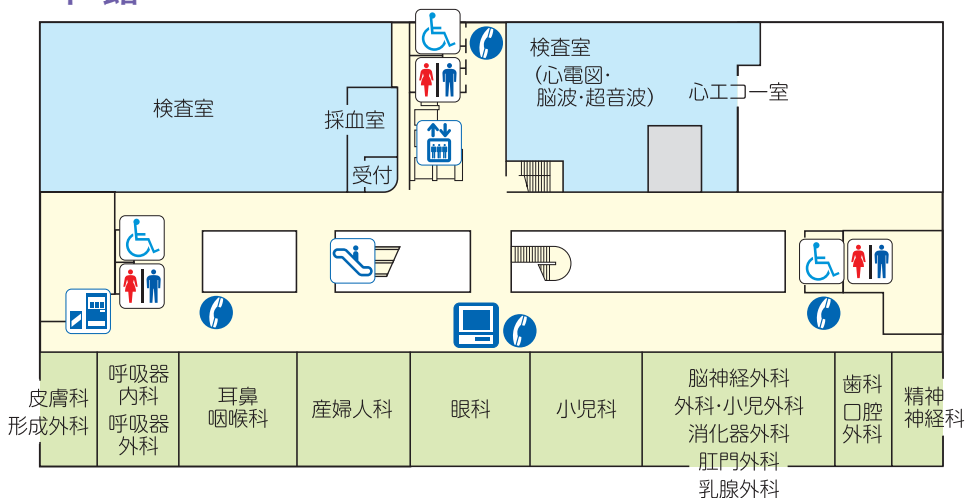 検査室
採血室
受付
検査室
(心電図・
脳波・超音波)
心エコー室
皮膚科
形成外科
呼吸器
内科
呼吸器
外科
耳鼻
咽喉科
産婦人科
眼科
小児科
脳神経外科
外科・小児外科
消化器外科
肛門外科
乳腺外科
歯科
口腔
外科
精神
神経科